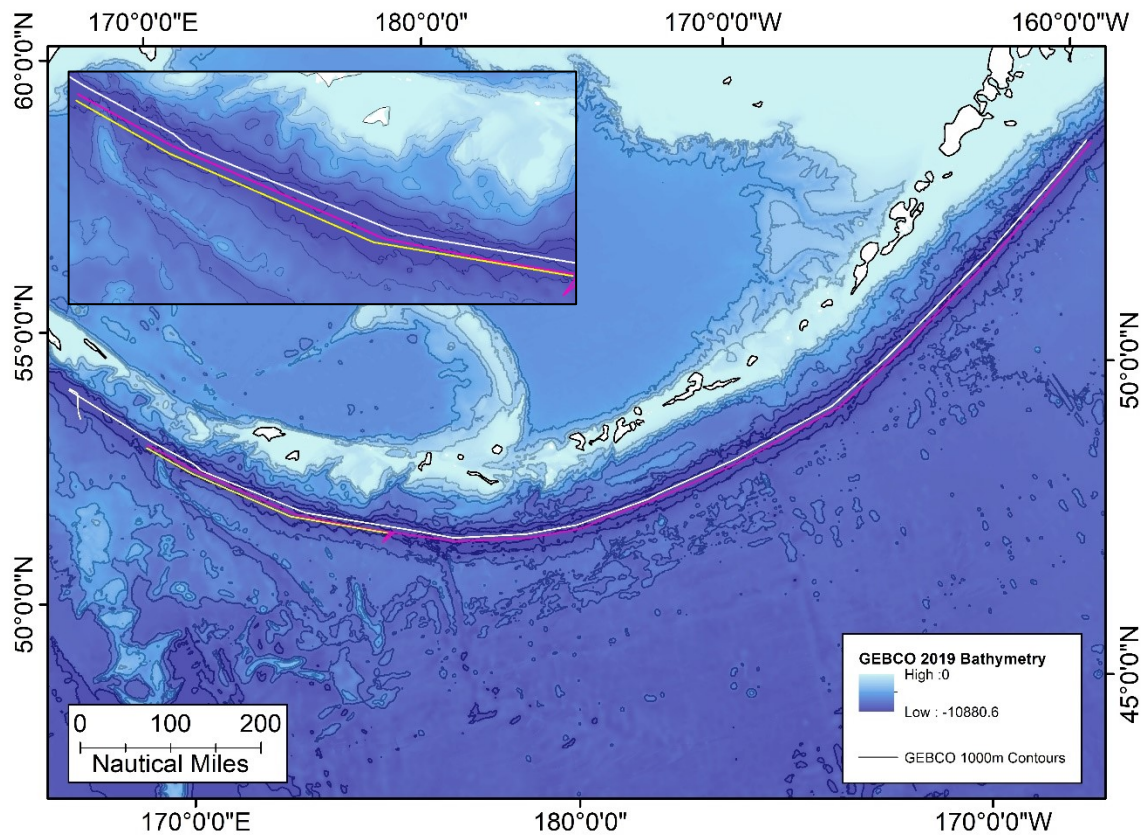 170°0'0"E 180°0'0" 170°0'0"W 160°0'0"W
60°0'0"N
55°0'0"N
50°0'0"N
50°0'0"N
45°0'0"N
GEBCO 2019 Bathymetry
High :0
Low : -10880.6
GEBCO 1000m Contours
0 100 200
Nautical Miles
170°0'0"E 180°0'0" 170°0'0"W